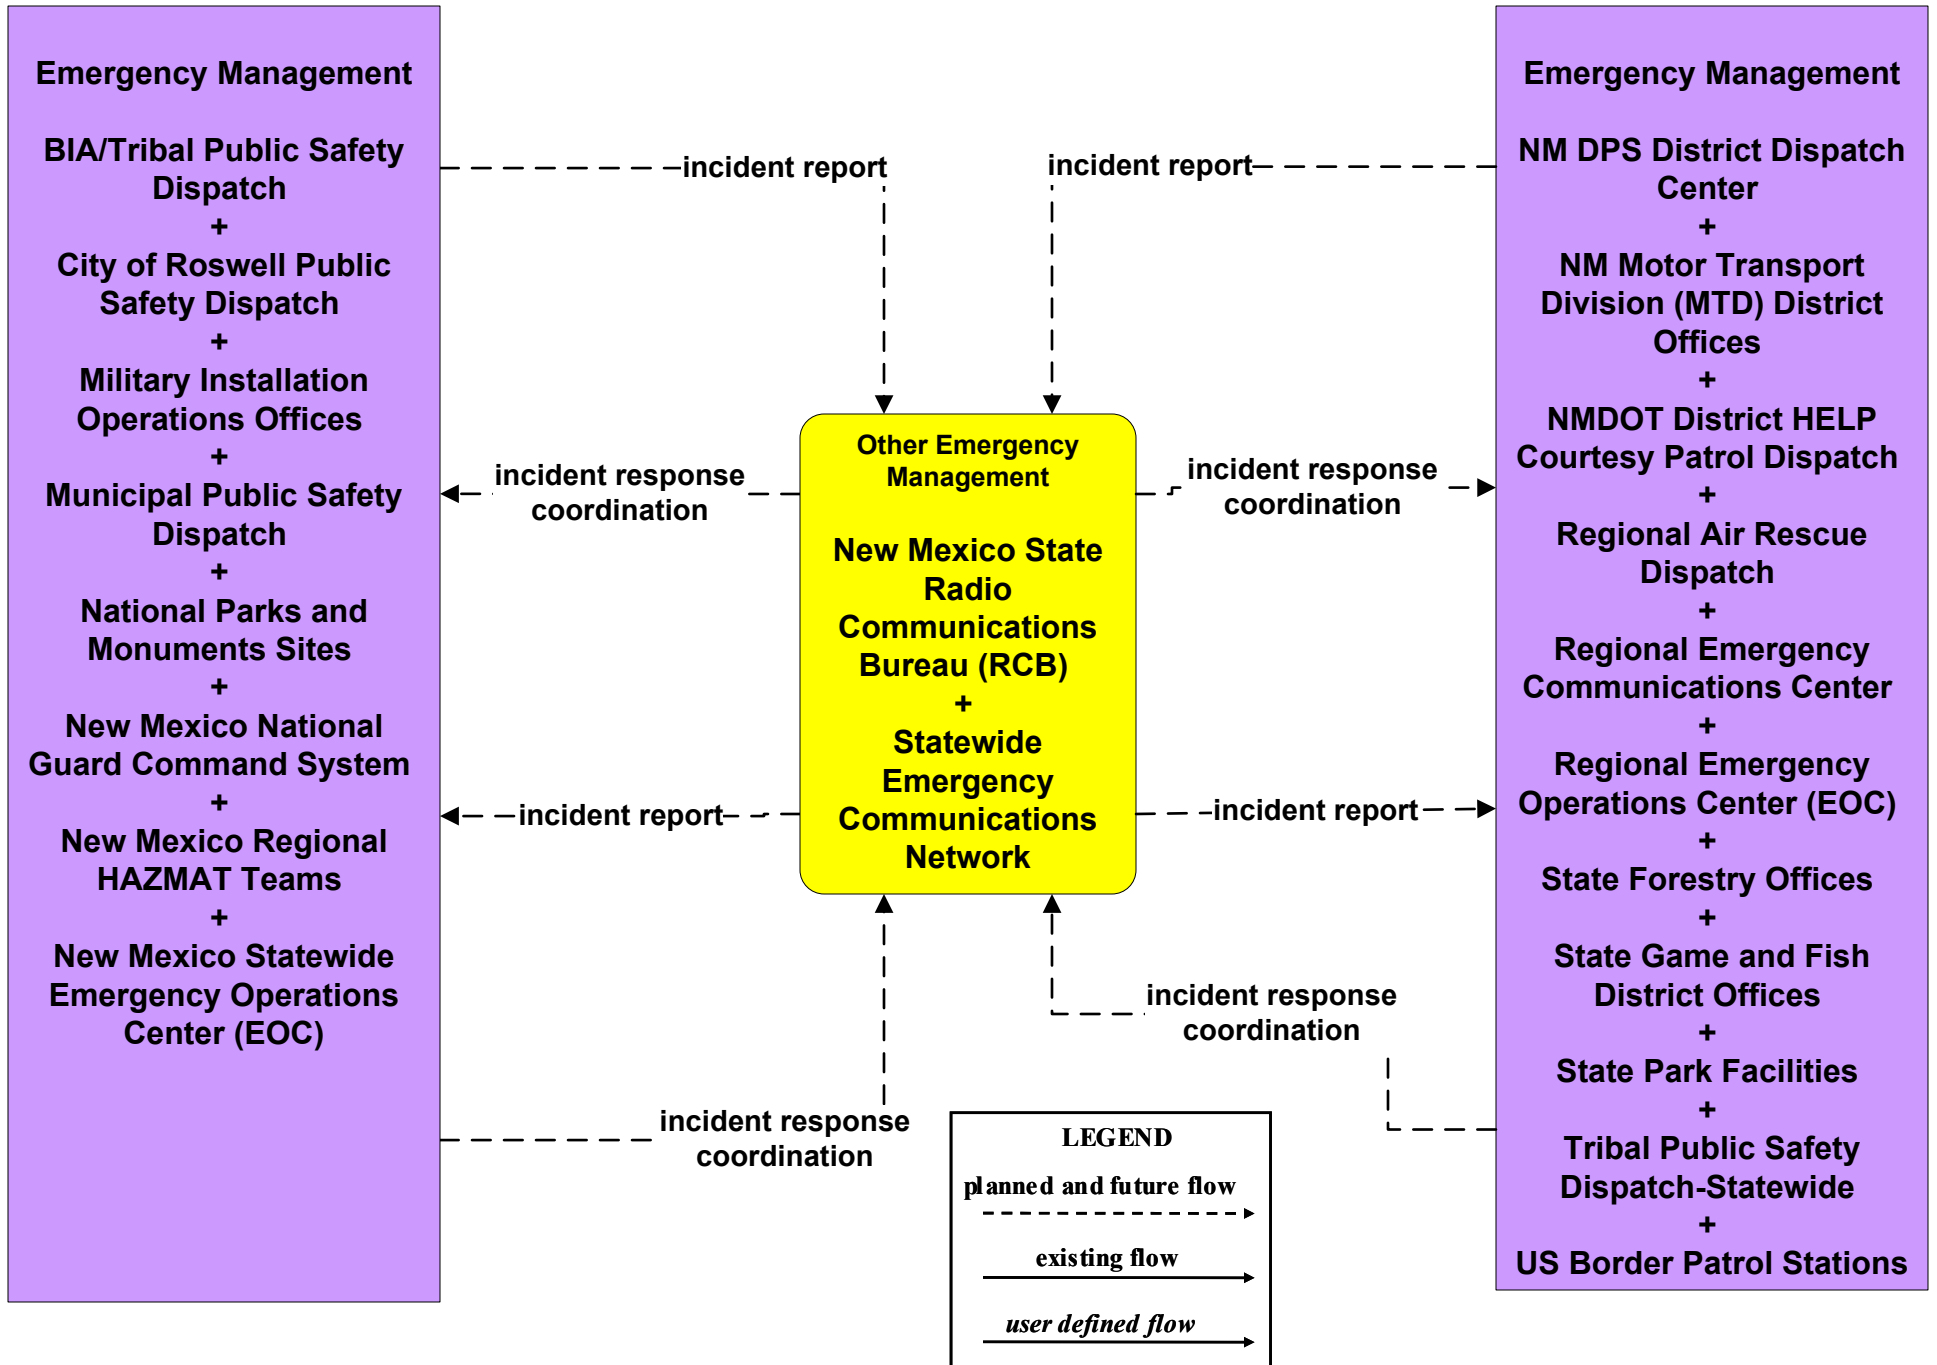 Emergency Management
BIA/Tribal Public Safety
Dispatch
+
City of Roswell Public
Safety Dispatch
+
Military Installation
Operations Offices
+
Municipal Public Safety
Dispatch
+
National Parks and
Monuments Sites
+
New Mexico National
Guard Command System
+
New Mexico Regional
HAZMAT Teams
+
New Mexico Statewide
Emergency Operations
Center (EOC)
incident report
incident response
coordination
incident report
incident response
coordination
Other Emergency
Management
New Mexico State
Radio
Communications
Bureau (RCB)
+
Statewide
Emergency
Communications
Network
incident report
incident response
coordination
incident report
incident response
coordination
LEGEND
planned and future flow
existing flow
user defined flow
Emergency Management
NM DPS District Dispatch
Center
+
NM Motor Transport
Division (MTD) District
Offices
+
NMDOT District HELP
Courtesy Patrol Dispatch
+
Regional Air Rescue
Dispatch
+
Regional Emergency
Communications Center
+
Regional Emergency
Operations Center (EOC)
+
State Forestry Offices
+
State Game and Fish
District Offices
+
State Park Facilities
+
Tribal Public Safety
Dispatch-Statewide
+
US Border Patrol Stations